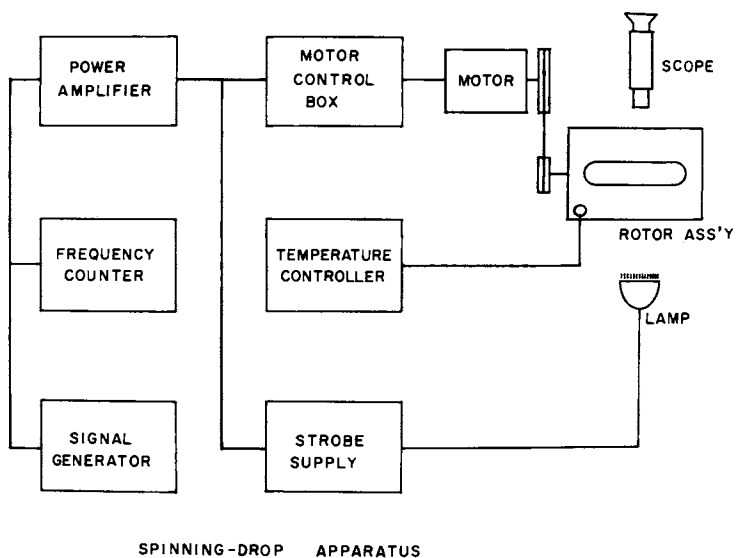 POWER
AMPLIFIER
MOTOR
CONTROL
BOX
MOTOR
SCOPE
ROTOR ASS'Y
FREQUENCY
COUNTER
TEMPERATURE
CONTROLLER
LAMP
SIGNAL
GENERATOR
STROBE
SUPPLY
SPINNING-DROP APPARATUS